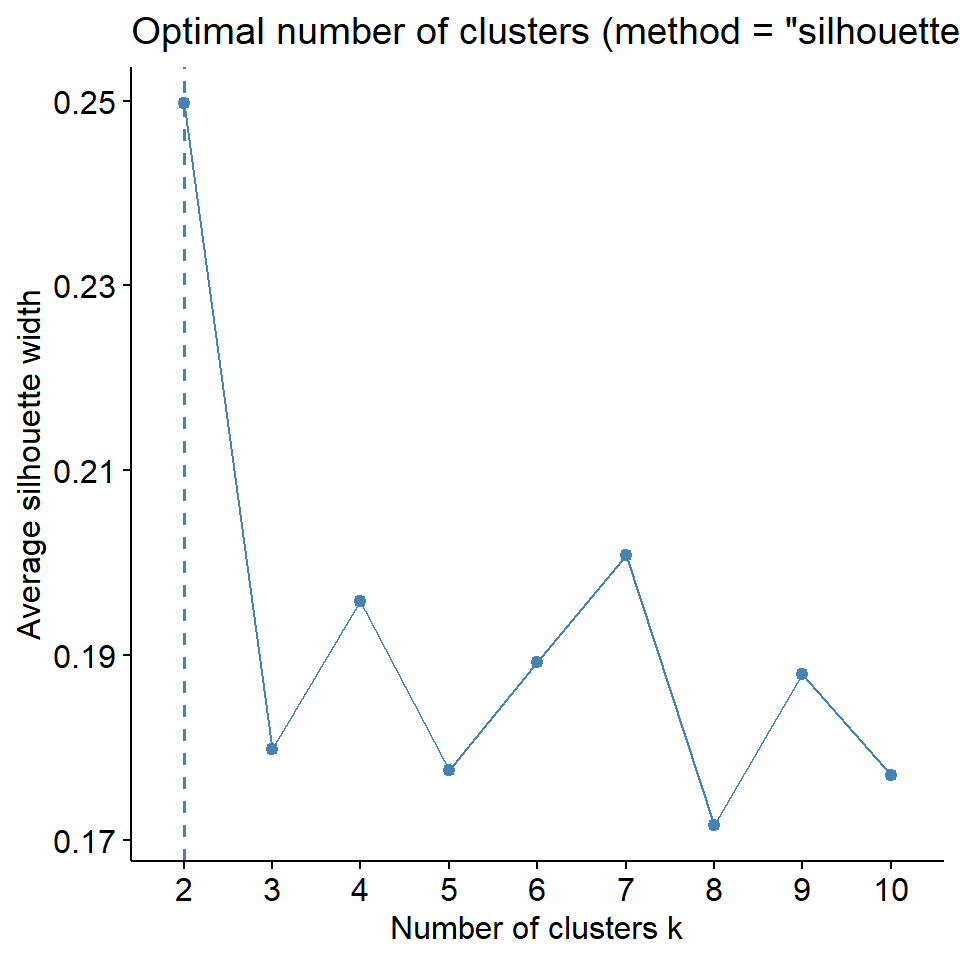 Optimal number of clusters (method = "silhouette
Average silhouette width
0.25
0.23
0.21
0.19
0.17
2 3 4 5 6 7 8 9 10
Number of clusters k